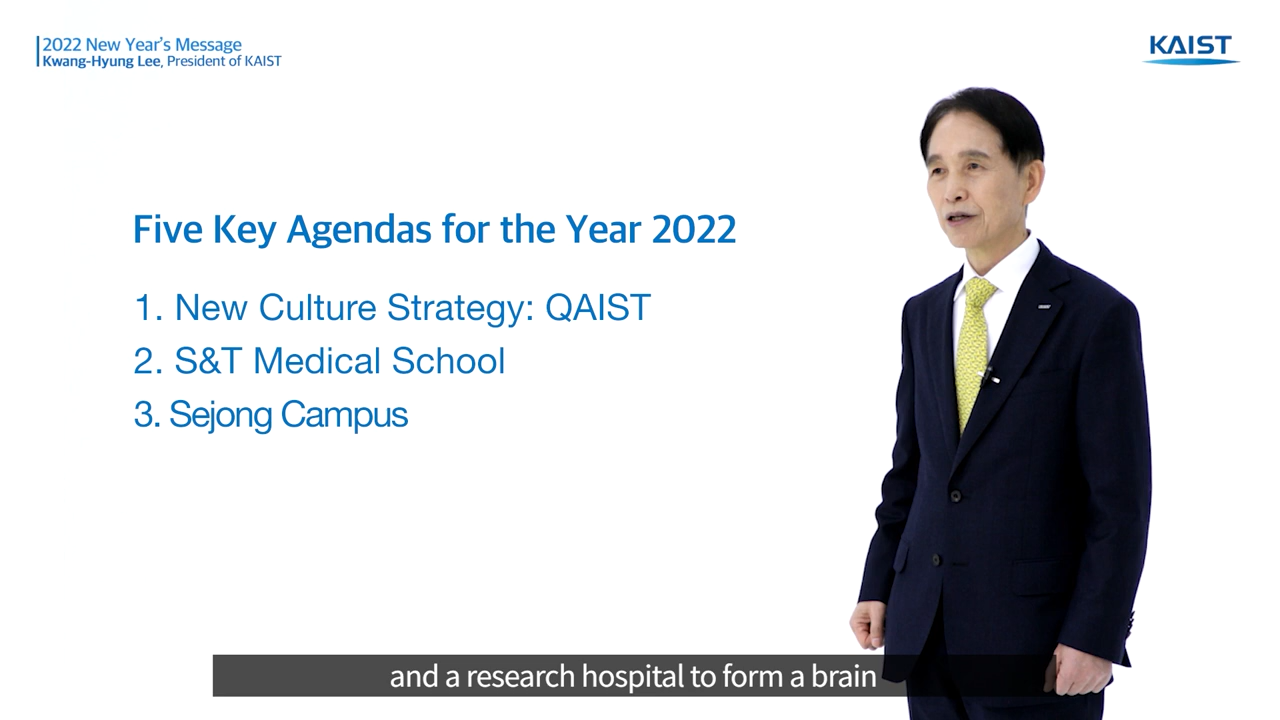 2022 New Year's Message
Kwang-Hyung Lee, President of KAIST
KAIST
Five Key Agendas for the Year 2022
1. New Culture Strategy: QAIST
2. S&T Medical School
3. Sejong Campus
and a research hospital to form a brain